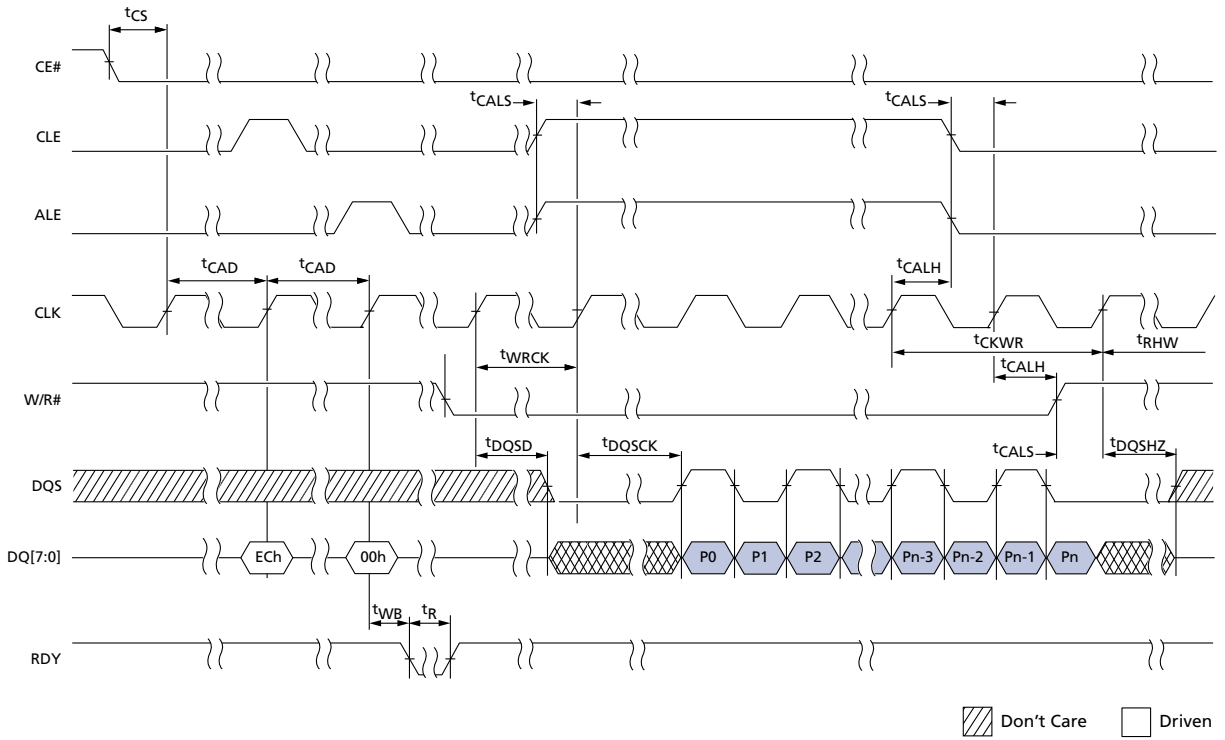 tCS
CE#
tCALS
tCALS
CLE
ALE
tCAD
tCAD
tCALH
CLK
tWRCK
tCKWR
tRHW
tCALH
W/R#
tDQSD
tDQSCK
tCALS
tDQSHZ
DQS
DQ[7:0]
ECh
00h
P0
P1
P2
Pn-3
Pn-2
Pn-1
Pn
tWB
tR
RDY
Don't Care
Driven